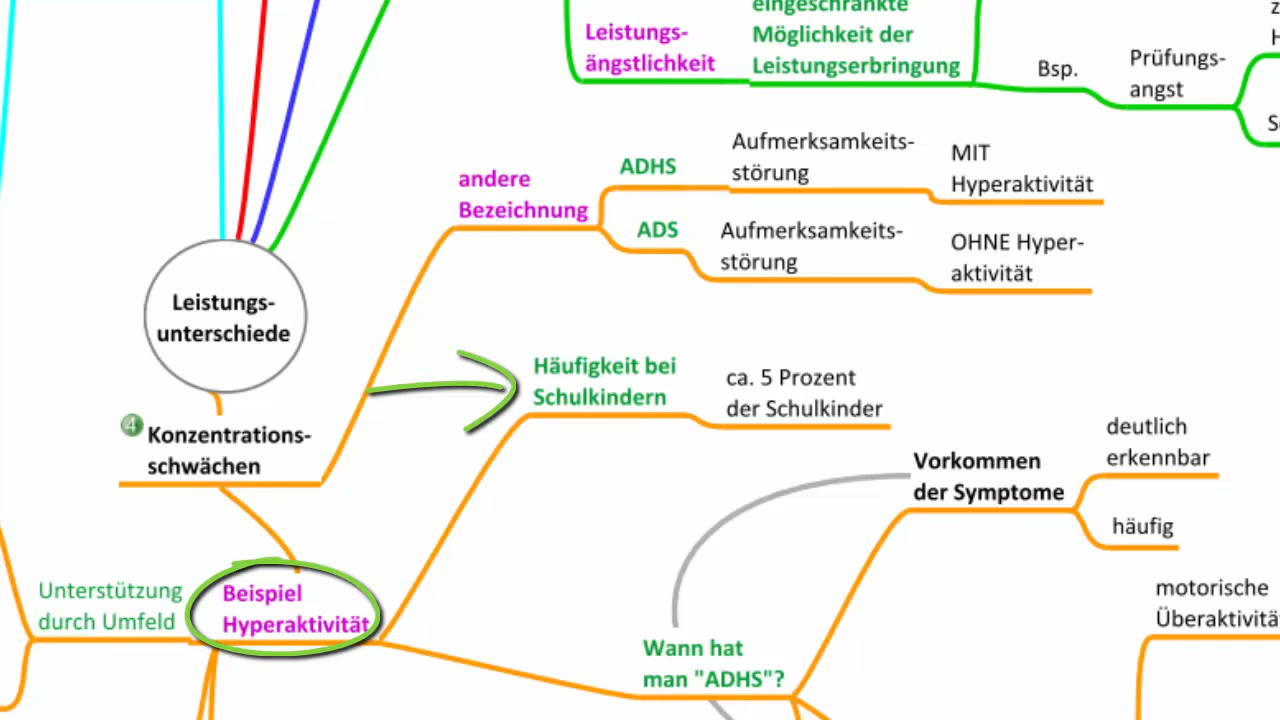 eingeschränkte
Möglichkeit der
Leistungserbringung
Leistungs-
ängstlichkeit
Bsp.
Prüfungs-
angst
andere
Bezeichnung
ADHS
Aufmerksamkeits-
störung
MIT
Hyperaktivität
ADS
Aufmerksamkeits-
störung
OHNE Hyper-
aktivität
Leistungs-
unterschiede
4
Konzentrations-
schwächen
Häufigkeit bei
Schulkindern
ca. 5 Prozent
der Schulkinder
Vorkommen
der Symptome
deutlich
erkennbar
häufig
Unterstützung
durch Umfeld
Beispiel
Hyperaktivität
Wann hat
man "ADHS"?
motorische